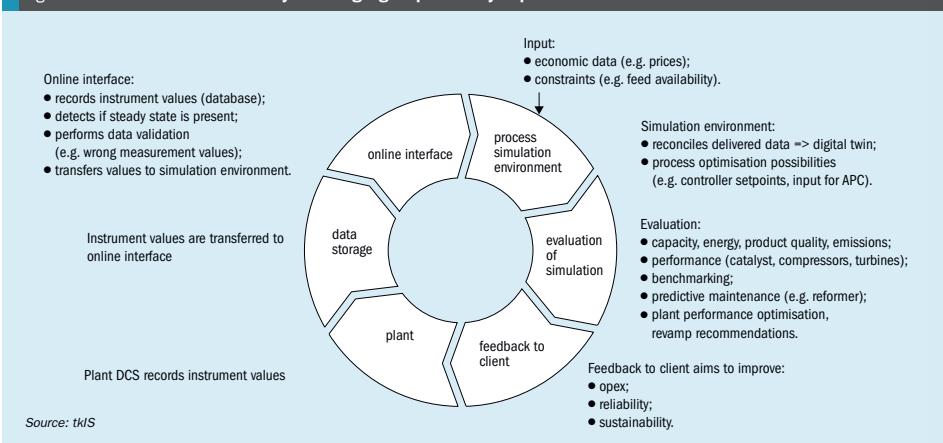 Input:
● economic data (e.g. prices);
● constraints (e.g. feed availability).
Online interface:
● records instrument values (database);
● detects if steady state is present;
● performs data validation
(e.g. wrong measurement values);
● transfers values to simulation environment.
online interface
process
simulation
environment
Simulation environment:
● reconciles delivered data => digital twin;
● process optimisation possibilities
(e.g. controller setpoints, input for APC).
Instrument values are transferred to
online interface
data
storage
evaluation
of
simulation
Evaluation:
● capacity, energy, product quality, emissions;
● performance (catalyst, compressors, turbines);
● benchmarking;
● predictive maintenance (e.g. reformer);
● plant performance optimisation,
revamp recommendations.
plant
feedback to
client
Plant DCS records instrument values
Feedback to client aims to improve:
● opex;
● reliability;
● sustainability.
Source: tkIS